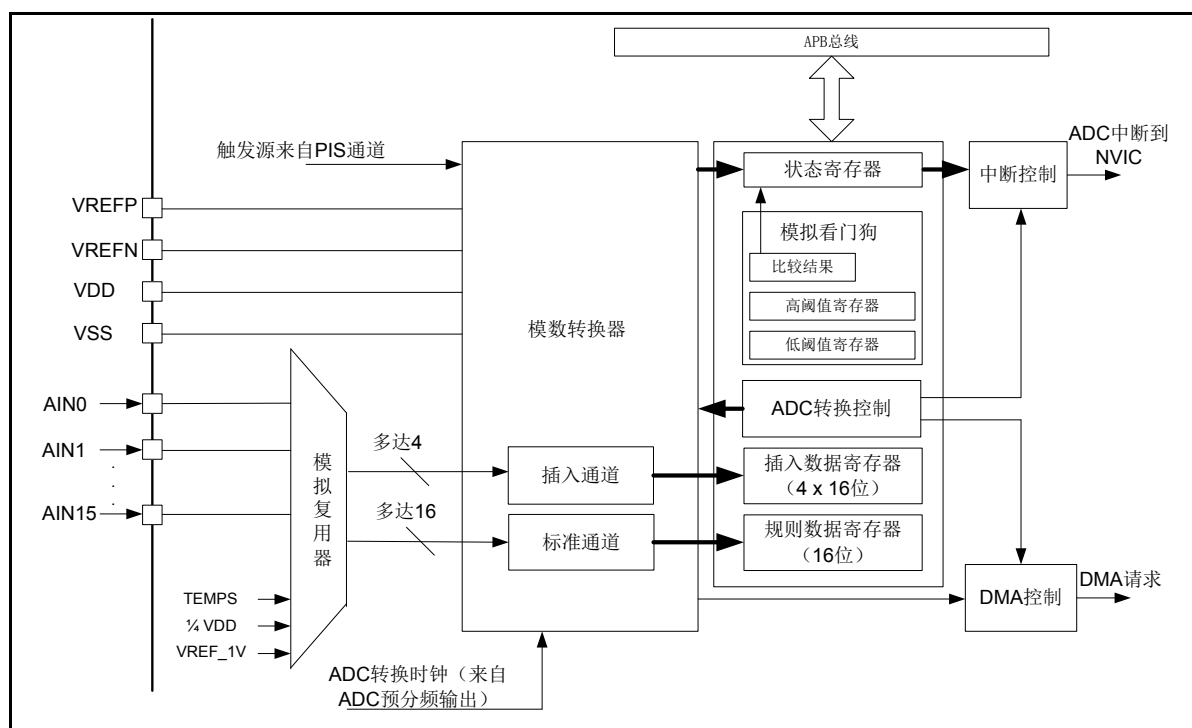 APB总线
触发源来自PIS通道
状态寄存器
中断控制
ADC中断到
NVIC
VREFP
VREFN
VDD
VSS
模数转换器
模拟看门狗
比较结果
高阈值寄存器
低阈值寄存器
AIN0
AIN1
.
.
.
AIN15
模拟复用器
多达4
多达16
插入通道
标准通道
ADC转换控制
插入数据寄存器
（4 x 16位）
规则数据寄存器
（16位）
DMA控制
DMA请求
TEMPS
¼ VDD
VREF_1V
ADC转换时钟（来自
ADC预分频输出）